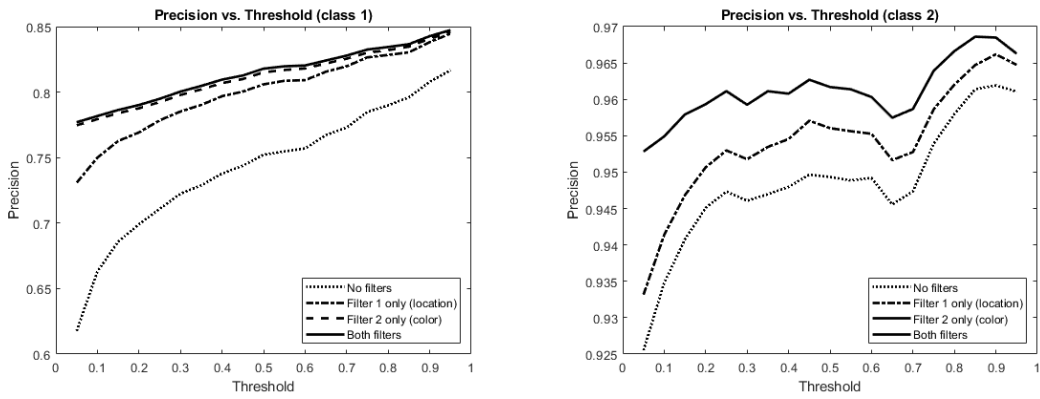 Precision vs. Threshold (class 1)
0.85
0.8
0.75
0.7
0.65
0.6
Precision
0 0.1 0.2 0.3 0.4 0.5 0.6 0.7 0.8 0.9 1
Threshold
No filters
Filter 1 only (location)
Filter 2 only (color)
Both filters
Precision vs. Threshold (class 2)
0.97
0.965
0.96
0.955
0.95
0.945
0.94
0.935
0.93
0.925
Precision
0 0.1 0.2 0.3 0.4 0.5 0.6 0.7 0.8 0.9 1
Threshold
No filters
Filter 1 only (location)
Filter 2 only (color)
Both filters